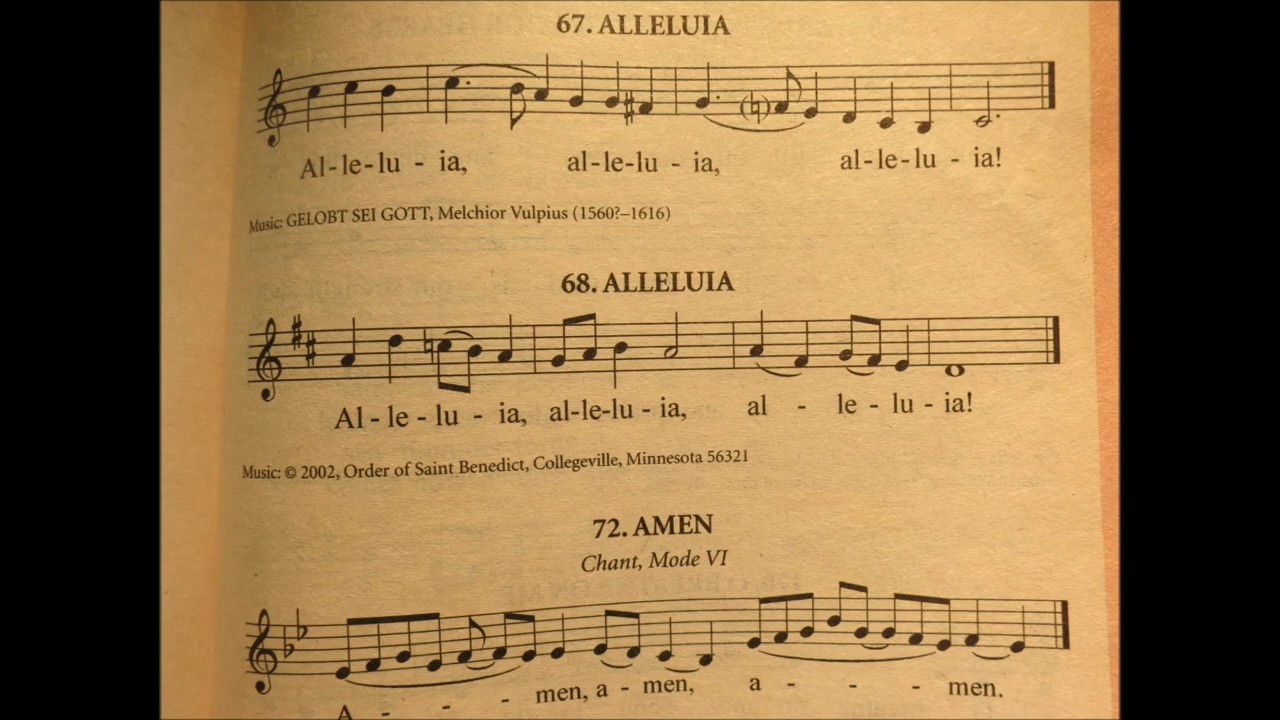 67. ALLELUIA
Al-le-lu - ia, al-le-lu - ia, al-le-lu - ia!
Music: GELOBT SEI GOTT, Melchior Vulpius (1560?–1616)
68. ALLELUIA
Al - le - lu - ia, al-le-lu - ia, al - le - lu - ia!
Music: © 2002, Order of Saint Benedict, Collegeville, Minnesota 56321
72. AMEN
Chant, Mode VI
A - - - men, a - men, a - - - men.